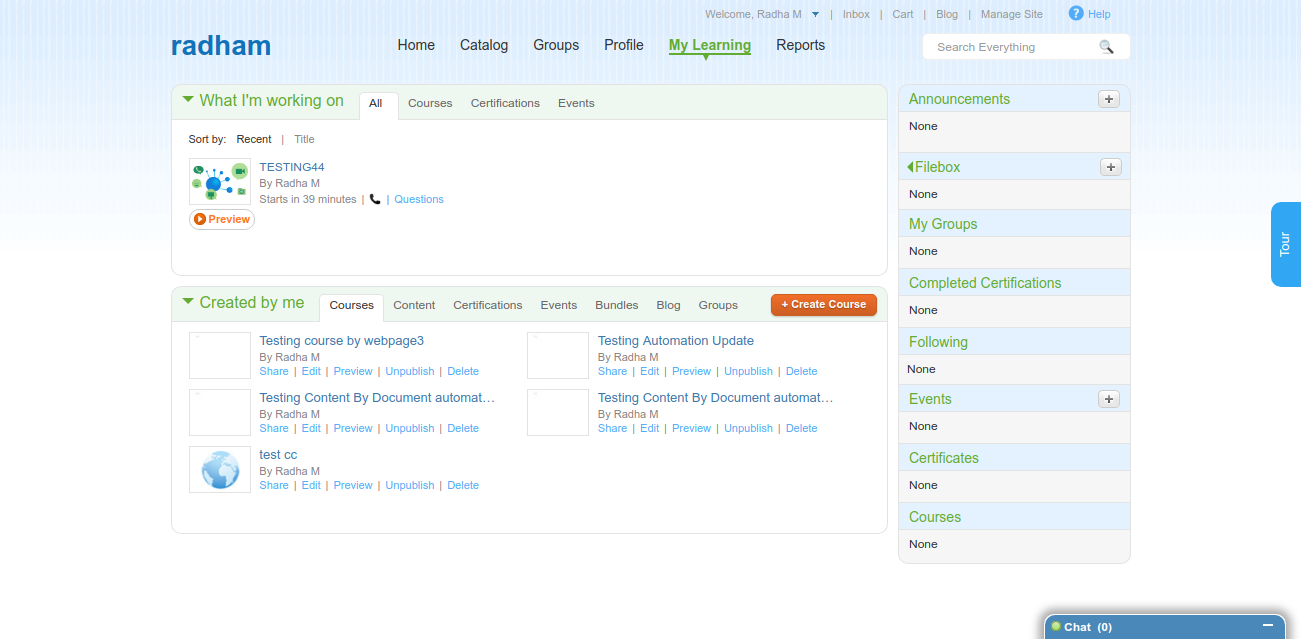 Welcome, Radha M | Inbox | Cart | Blog | Manage Site ? Help
radham
Home Catalog Groups Profile My Learning Reports
Search Everything
What I'm working on All Courses Certifications Events
Sort by: Recent | Title
TESTING44
By Radha M
Starts in 39 minutes | | Questions
Preview
Created by me Courses Content Certifications Events Bundles Blog Groups + Create Course
Testing course by webpage3
By Radha M
Share | Edit | Preview | Unpublish | Delete
Testing Automation Update
By Radha M
Share | Edit | Preview | Unpublish | Delete
Testing Content By Document automat…
By Radha M
Share | Edit | Preview | Unpublish | Delete
Testing Content By Document automat…
By Radha M
Share | Edit | Preview | Unpublish | Delete
test cc
By Radha M
Share | Edit | Preview | Unpublish | Delete
Announcements +
None
Filebox +
None
My Groups
None
Completed Certifications
None
Following
None
Events +
None
Certificates
None
Courses
None
Tour
Chat (0)